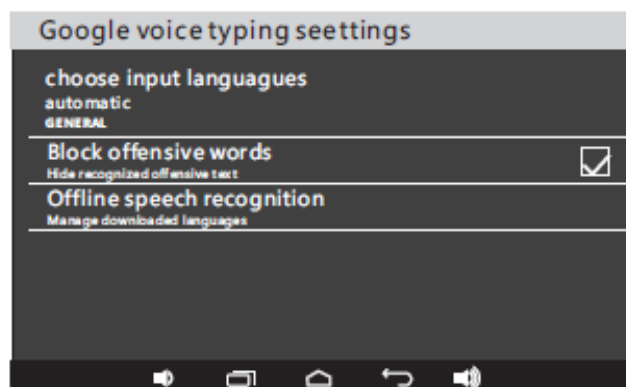 Google voice typing seettings
choose input languagues
automatic
GENERAL
Block offensive words
Hide recognized offensive text
Offline speech recognition
Manage downloaded languages